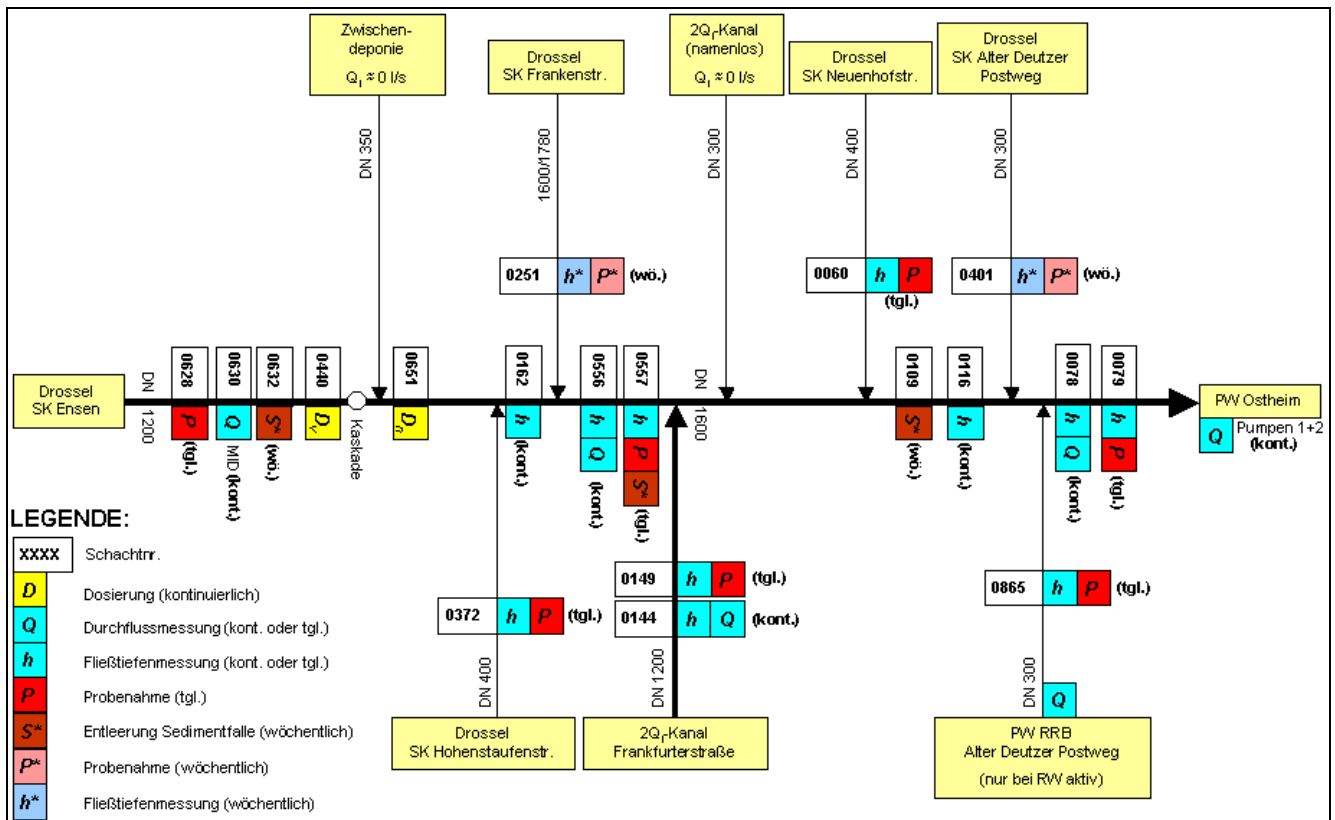 Zwischen-
deponie
Qı ≈ 0 l/s
Drossel
SK Frankenstr.
2Qı-Kanal
(namenlos)
Qı ≈ 0 l/s
Drossel
SK Neuenhofstr.
Drossel
SK Alter Deutzer
Postweg
DN 350
1600/1780
DN 300
DN 400
DN 300
0251 h* P* (wö.)
0060 h P
(tgl.)
0401 h* P* (wö.)
Drossel
SK Ensen
DN 1200
0628 P (tgl.)
0630 Q MID (kont.)
0632 S* (wö.)
0440 Dv
Kaskade
0651 Dn
0162 h (kont.)
0556 h Q (kont.)
0557 h P S* (tgl.)
DN 1600
0109 S* (wö.)
0116 h (kont.)
0078 h Q (kont.)
0079 h P (tgl.)
PW Ostheim
Q Pumpen 1+2
(kont.)
0372 h P (tgl.)
DN 400
Drossel
SK Hohenstaufenstr.
0149 h P (tgl.)
0144 h Q (kont.)
DN 1200
2Qı-Kanal
Frankfurterstraße
0865 h P (tgl.)
DN 300
Q
PW RRB
Alter Deutzer Postweg
(nur bei RW aktiv)
LEGENDE:
XXXX Schachtnr.
D Dosierung (kontinuierlich)
Q Durchflussmessung (kont. oder tgl.)
h Fließtiefenmessung (kont. oder tgl.)
P Probenahme (tgl.)
S* Entleerung Sedimentfalle (wöchentlich)
P* Probenahme (wöchentlich)
h* Fließtiefenmessung (wöchentlich)